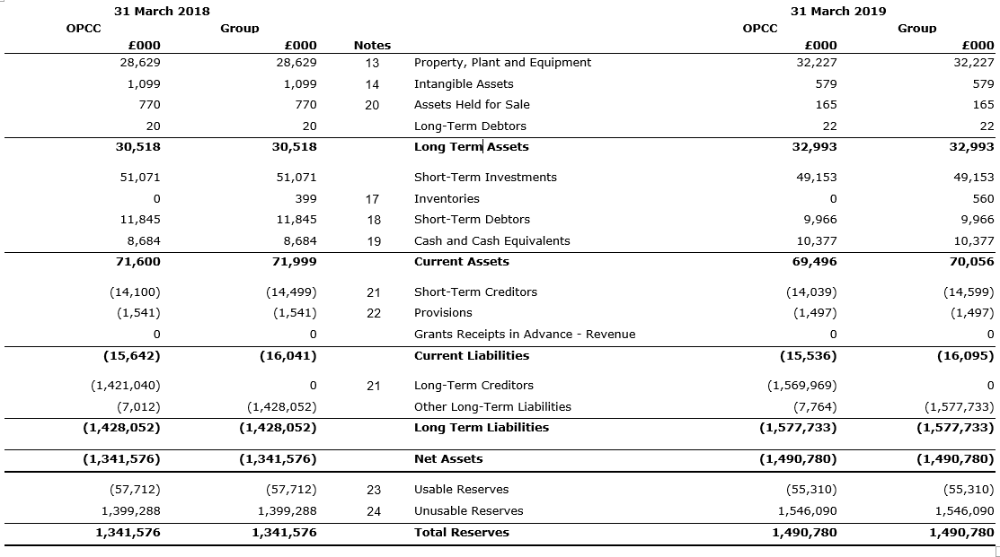 31 March 2018 31 March 2019
OPCC Group OPCC Group
£000 £000 Notes £000 £000
28,629 28,629 13 Property, Plant and Equipment 32,227 32,227
1,099 1,099 14 Intangible Assets 579 579
770 770 20 Assets Held for Sale 165 165
20 20 Long-Term Debtors 22 22
30,518 30,518 Long Term Assets 32,993 32,993
51,071 51,071 Short-Term Investments 49,153 49,153
0 399 17 Inventories 0 560
11,845 11,845 18 Short-Term Debtors 9,966 9,966
8,684 8,684 19 Cash and Cash Equivalents 10,377 10,377
71,600 71,999 Current Assets 69,496 70,056
(14,100) (14,499) 21 Short-Term Creditors (14,039) (14,599)
(1,541) (1,541) 22 Provisions (1,497) (1,497)
0 0 Grants Receipts in Advance - Revenue 0 0
(15,642) (16,041) Current Liabilities (15,536) (16,095)
(1,421,040) 0 21 Long-Term Creditors (1,569,969) 0
(7,012) (1,428,052) Other Long-Term Liabilities (7,764) (1,577,733)
(1,428,052) (1,428,052) Long Term Liabilities (1,577,733) (1,577,733)
(1,341,576) (1,341,576) Net Assets (1,490,780) (1,490,780)
(57,712) (57,712) 23 Usable Reserves (55,310) (55,310)
1,399,288 1,399,288 24 Unusable Reserves 1,546,090 1,546,090
1,341,576 1,341,576 Total Reserves 1,490,780 1,490,780